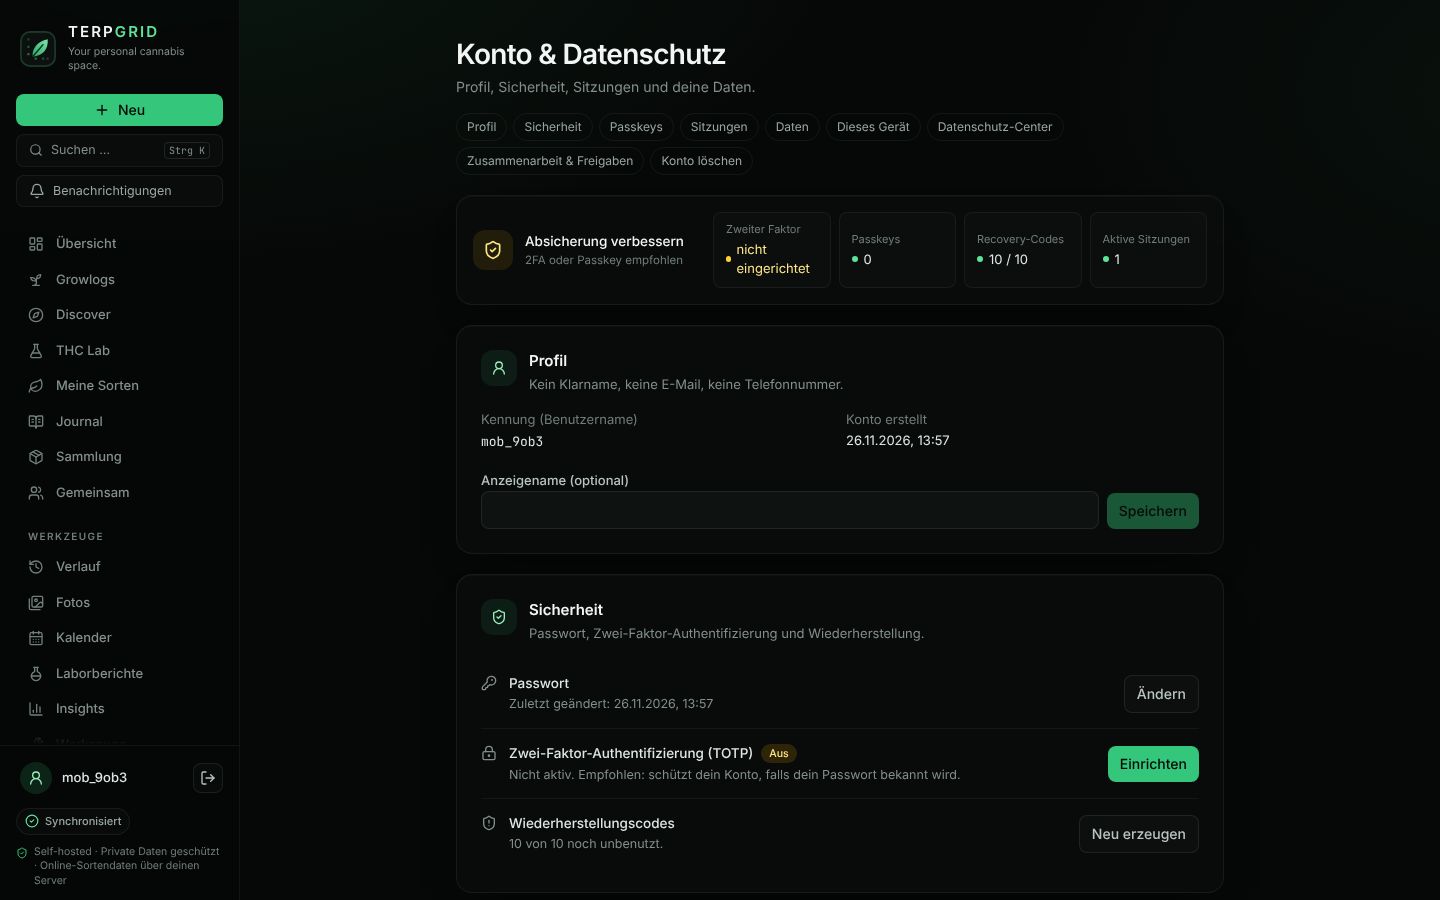 TERPGRID
Your personal cannabis
space.
Neu
Suchen ...
Strg K
Benachrichtigungen
Übersicht
Growlogs
Discover
THC Lab
Meine Sorten
Journal
Sammlung
Gemeinsam
WERKZEUGE
Verlauf
Fotos
Kalender
Laborberichte
Insights
mob_9ob3
Synchronisiert
Self-hosted · Private Daten geschützt
· Online-Sortendaten über deinen
Server
Konto & Datenschutz
Profil, Sicherheit, Sitzungen und deine Daten.
Profil
Sicherheit
Passkeys
Sitzungen
Daten
Dieses Gerät
Datenschutz-Center
Zusammenarbeit & Freigaben
Konto löschen
Absicherung verbessern
2FA oder Passkey empfohlen
Zweiter Faktor
nicht
eingerichtet
Passkeys
0
Recovery-Codes
10 / 10
Aktive Sitzungen
1
Profil
Kein Klarname, keine E-Mail, keine Telefonnummer.
Kennung (Benutzername)
mob_9ob3
Konto erstellt
26.11.2026, 13:57
Anzeigename (optional)
Speichern
Sicherheit
Passwort, Zwei-Faktor-Authentifizierung und Wiederherstellung.
Passwort
Zuletzt geändert: 26.11.2026, 13:57
Ändern
Zwei-Faktor-Authentifizierung (TOTP)
Aus
Nicht aktiv. Empfohlen: schützt dein Konto, falls dein Passwort bekannt wird.
Einrichten
Wiederherstellungscodes
10 von 10 noch unbenutzt.
Neu erzeugen